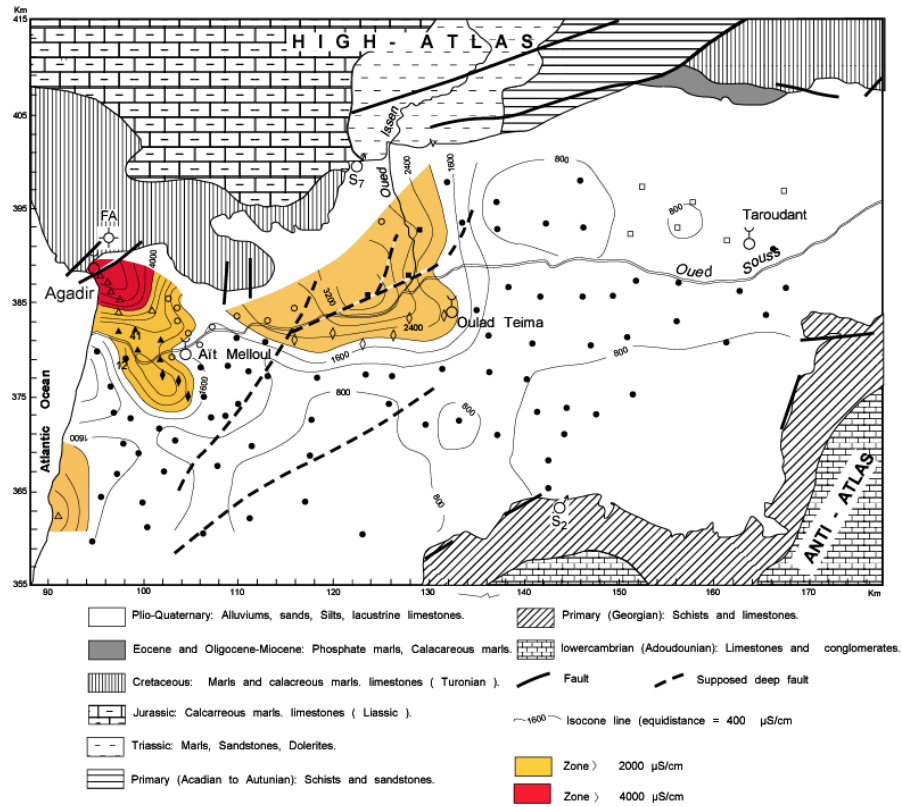 Km
415
405
395
385
375
365
355
90
100
110
120
130
140
150
160
170
Km
HIGH - ATLAS
Oued Issen
S7
FA
Agadir
4000
41
12
Aït Melloul
1600
3200
2400
2400
1600
1600
2400
1600
800
800
Taroudant
Oued Souss
Oulad Teima
800
800
800
800
1600
Atlantic Ocean
S2
ANTI - ATLAS
Plio-Quaternary: Alluviums, sands, Silts, lacustrine limestones.
Eocene and Oligocene-Miocene: Phosphate marls, Calacareous marls.
Cretaceous: Marls and calacreous marls. limestones ( Turonian ).
Jurassic: Calcarreous marls. limestones ( Liassic ).
Triassic: Marls, Sandstones, Dolerites.
Primary (Acadian to Autunian): Schists and sandstones.
Primary (Georgian): Schists and limestones.
lowercambrian (Adoudounian): Limestones and conglomerates.
Fault
Supposed deep fault
1600 Isocone line (equidistance = 400 µS/cm
Zone > 2000 µS/cm
Zone > 4000 µS/cm